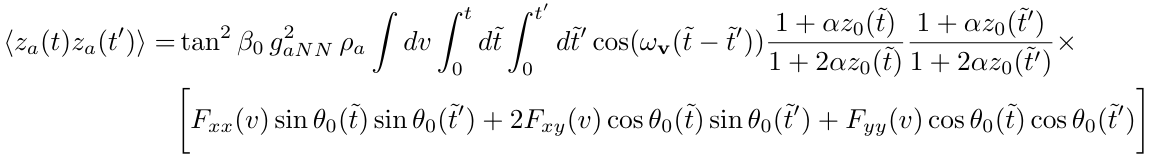 ⟨z_a(t)z_a(t′)⟩ = tan² β₀ g²_{aNN} ρ_a ∫ dv ∫₀^t dt̃ ∫₀^{t′} dt̃′ cos(ω_𝐯(t̃ − t̃′)) \frac{1 + αz₀(t̃)}{1 + 2αz₀(t̃)} \frac{1 + αz₀(t̃′)}{1 + 2αz₀(t̃′)} ×
[F_{xx}(v) sin θ₀(t̃) sin θ₀(t̃′) + 2F_{xy}(v) cos θ₀(t̃) sin θ₀(t̃′) + F_{yy}(v) cos θ₀(t̃) cos θ₀(t̃′)]